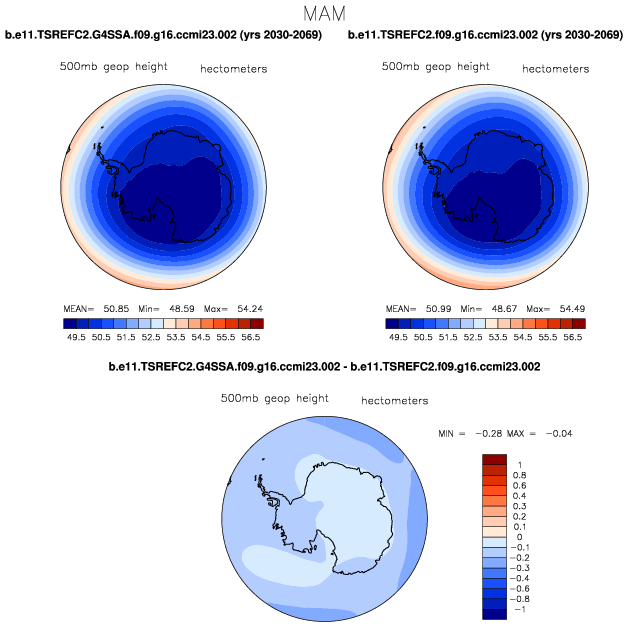 MAM
b.e11.TSREFC2.G4SSA.f09.g16.ccmi23.002 (yrs 2030-2069)
b.e11.TSREFC2.f09.g16.ccmi23.002 (yrs 2030-2069)
500mb geop height hectometers
500mb geop height hectometers
MEAN= 50.85 Min= 48.59 Max= 54.24
MEAN= 50.99 Min= 48.67 Max= 54.49
49.5 50.5 51.5 52.5 53.5 54.5 55.5 56.5
49.5 50.5 51.5 52.5 53.5 54.5 55.5 56.5
b.e11.TSREFC2.G4SSA.f09.g16.ccmi23.002 - b.e11.TSREFC2.f09.g16.ccmi23.002
500mb geop height hectometers
MIN = -0.28 MAX = -0.04
1
0.8
0.6
0.4
0.3
0.2
0.1
0
-0.1
-0.2
-0.3
-0.4
-0.6
-0.8
-1